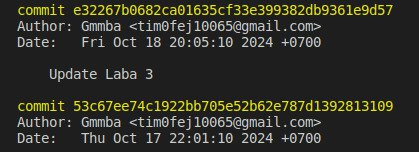 commit e32267b0682ca01635cf33e399382db9361e9d57
Author: Gmmba <tim0fej10065@gmail.com>
Date:   Fri Oct 18 20:05:10 2024 +0700
    Update Laba 3
commit 53c67ee74c1922bb705e52b62e787d1392813109
Author: Gmmba <tim0fej10065@gmail.com>
Date:   Thu Oct 17 22:01:10 2024 +0700